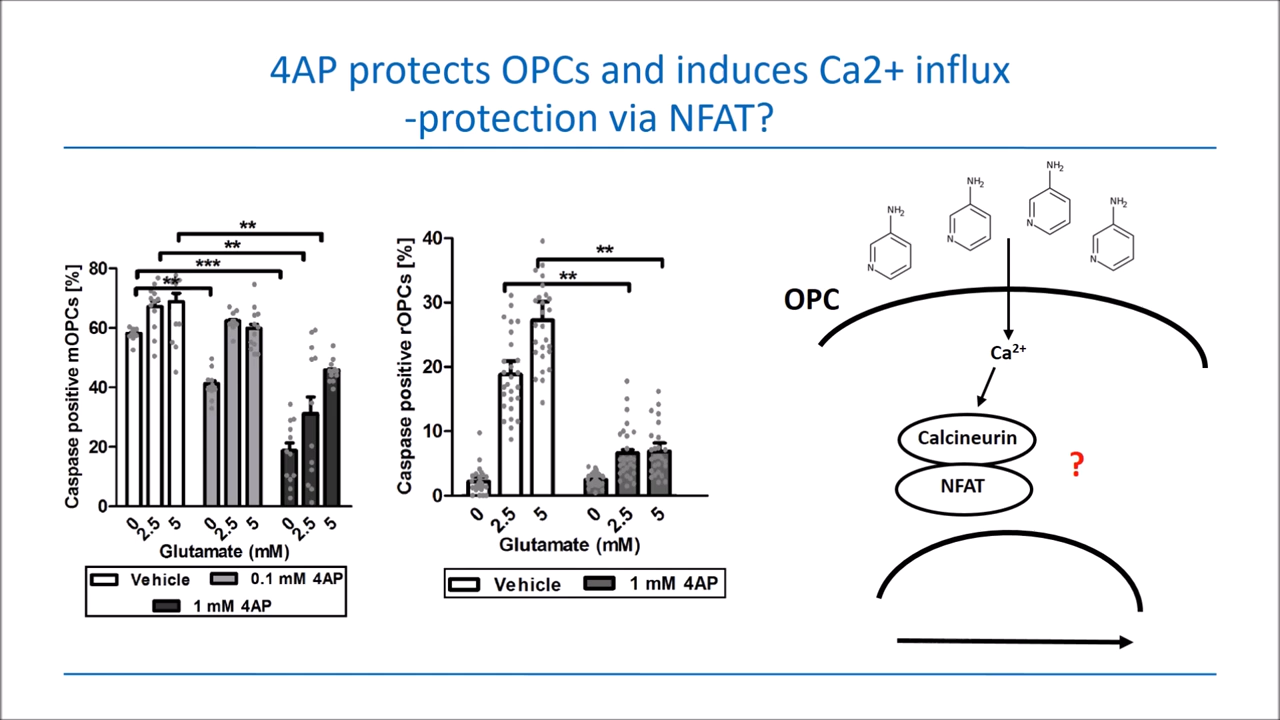 4AP protects OPCs and induces Ca2+ influx
-protection via NFAT?
Caspase positive mOPCs [%]
80
60
40
20
0
**
**
***
**
0
2.5
5
0
2.5
5
0
2.5
5
Glutamate (mM)
Vehicle
0.1 mM 4AP
1 mM 4AP
Caspase positive rOPCs [%]
40
30
20
10
0
**
**
0
2.5
5
0
2.5
5
Glutamate (mM)
Vehicle
1 mM 4AP
NH2
N
NH2
N
NH2
N
NH2
N
OPC
Ca²⁺
Calcineurin
NFAT
?